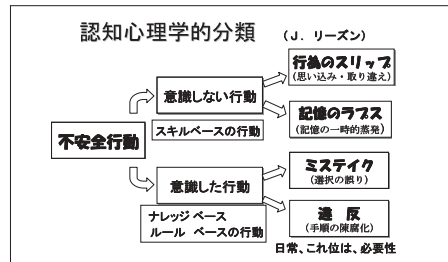 認知心理学的分類 (J. リーズン)
行為のスリップ
(思い込み・取り違え)
意識しない行動
スキルベースの行動
記憶のラプス
(記憶の一時的蒸発)
不安全行動
意識した行動
ミステイク
(選択の誤り)
ナレッジ ベース
ルール ベースの行動
違 反
(手順の陳腐化)
日常、これ位は、必要性